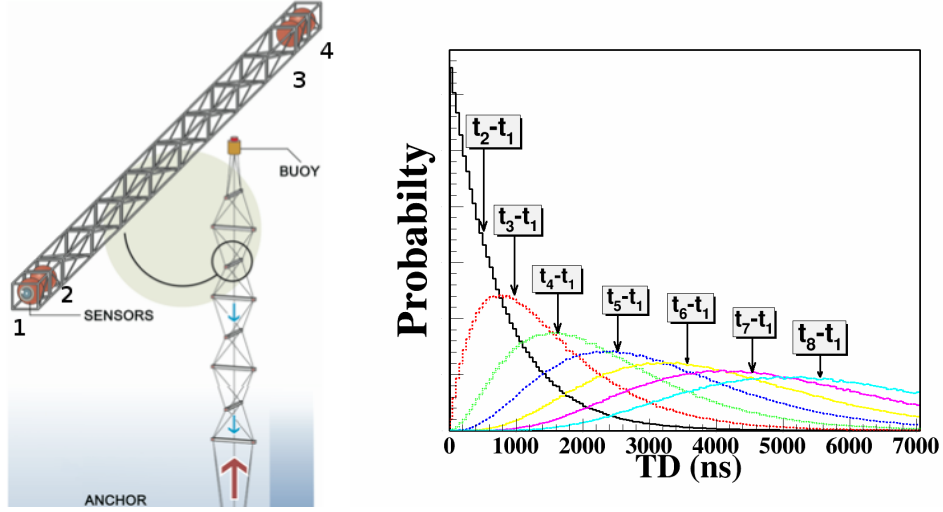 4
3
BUOY
2
1
SENSORS
ANCHOR
Probabilty
t2-t1
t3-t1
t4-t1
t5-t1
t6-t1
t7-t1
t8-t1
0 1000 2000 3000 4000 5000 6000 7000
TD (ns)